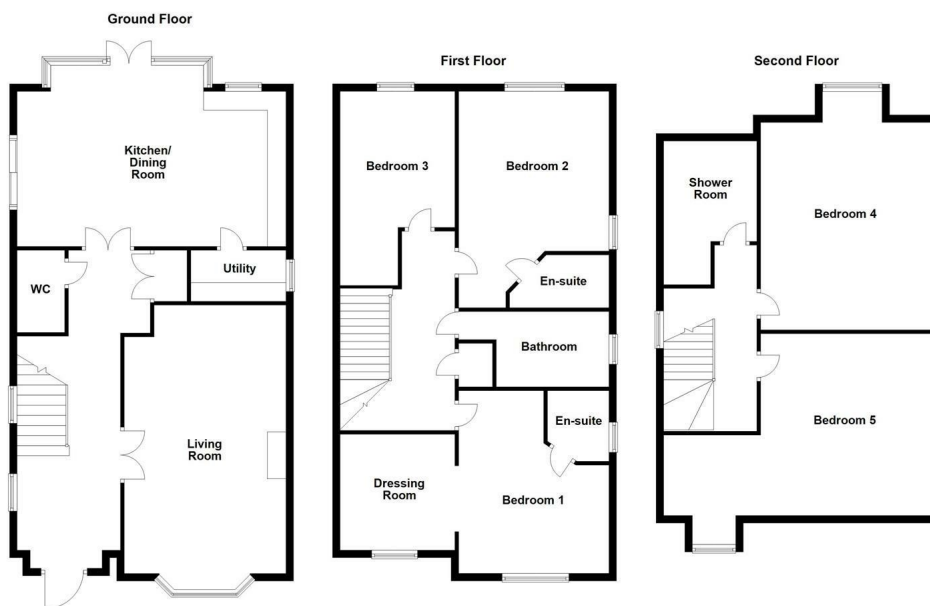 Ground Floor
Kitchen/
Dining
Room
WC
Utility
Living
Room
First Floor
Bedroom 3
Bedroom 2
En-suite
Bathroom
En-suite
Dressing
Room
Bedroom 1
Second Floor
Shower
Room
Bedroom 4
Bedroom 5